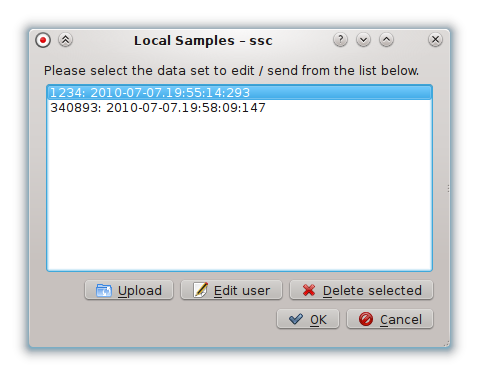 Local Samples – ssc
Please select the data set to edit / send from the list below.
1234: 2010-07-07.19:55:14:293
340893: 2010-07-07.19:58:09:147
Upload Edit user Delete selected
OK Cancel